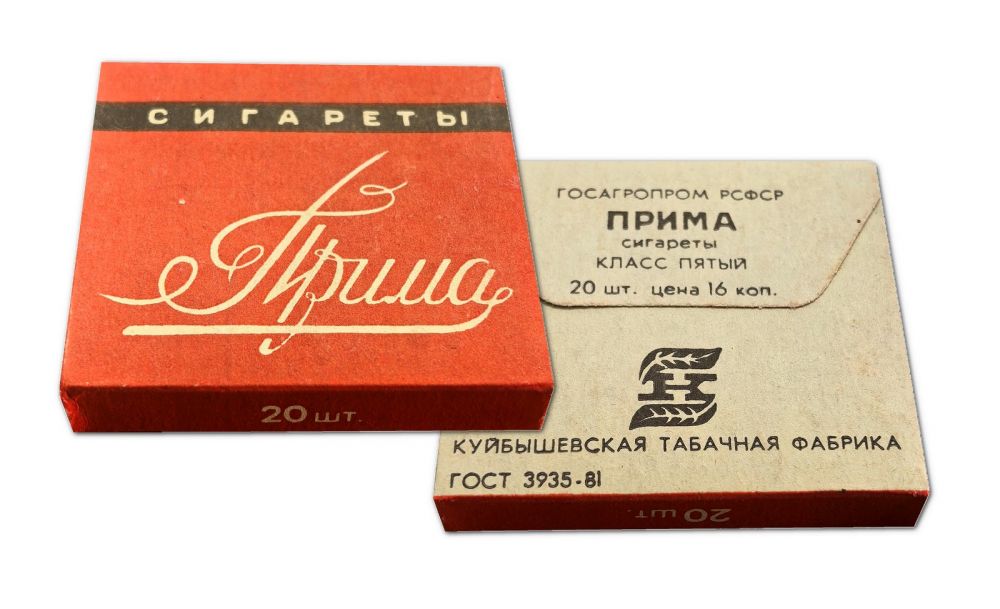 СИГАРЕТЫ
Прима
20 шт.
ГОСАГРОПРОМ РСФСР
ПРИМА
сигареты
КЛАСС ПЯТЫЙ
20 шт. цена 16 коп.
Н
КУЙБЫШЕВСКАЯ ТАБАЧНАЯ ФАБРИКА
ГОСТ 3935-81
20 шт.